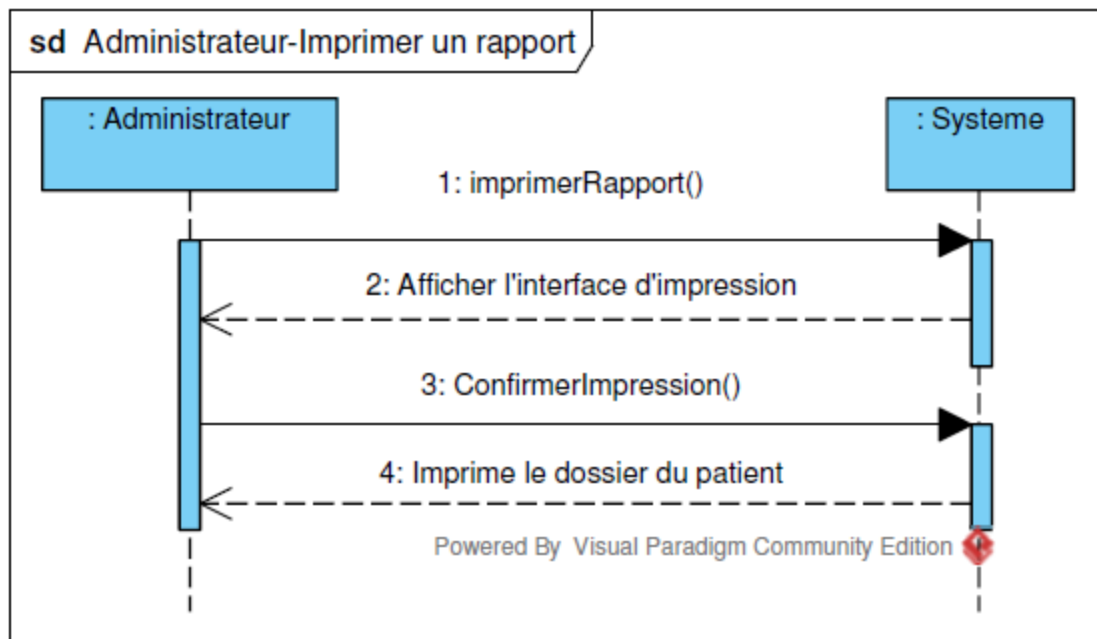 sd Administrateur-Imprimer un rapport
: Administrateur
: Systeme
1: imprimerRapport()
2: Afficher l'interface d'impression
3: ConfirmerImpression()
4: Imprime le dossier du patient
Powered By Visual Paradigm Community Edition